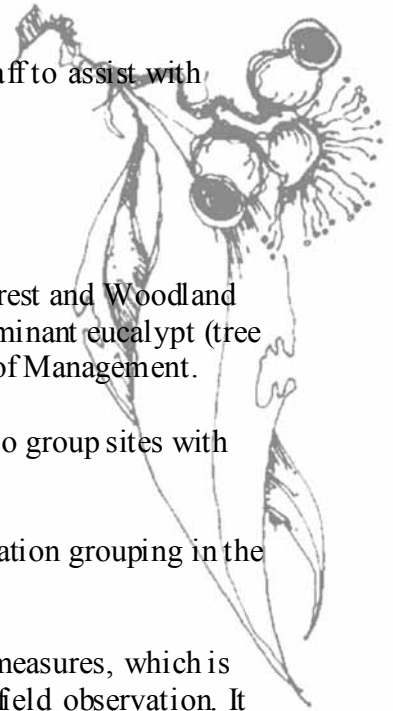 aff to assist with
rest and Woodland
minant eucalypt (tree
of Management.
o group sites with
ation grouping in the
measures, which is
field observation. It